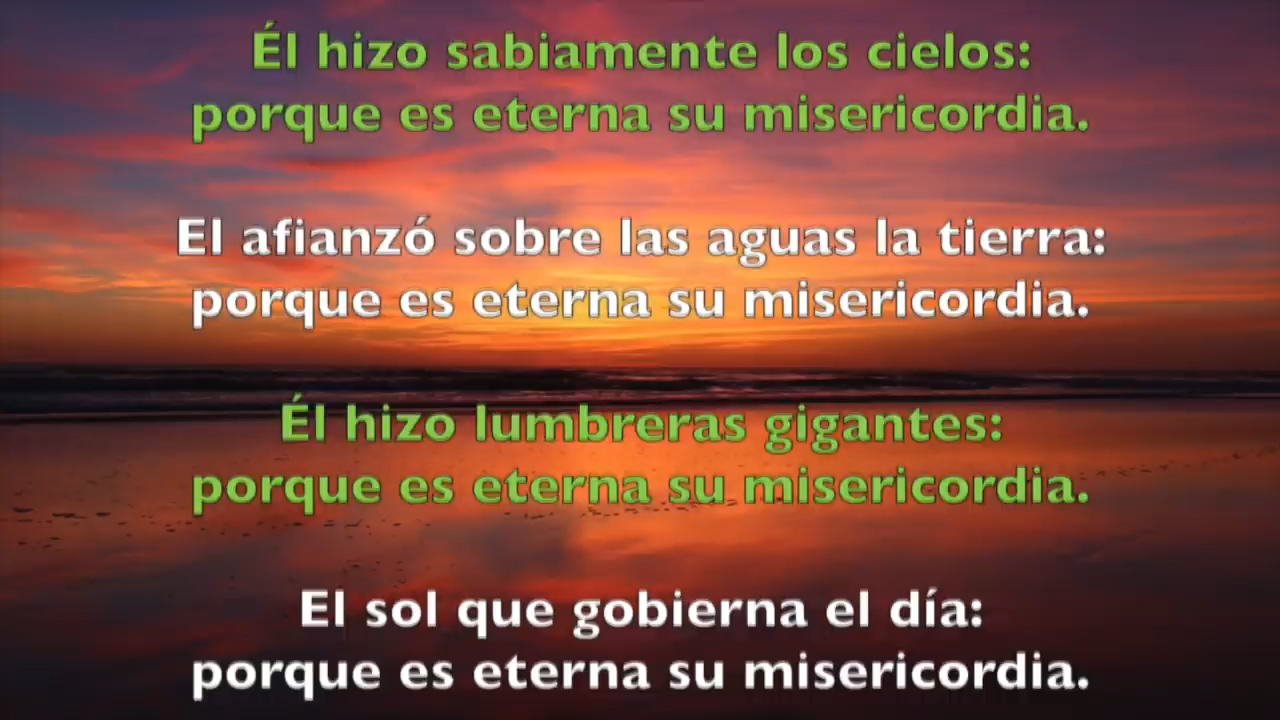 Él hizo sabiamente los cielos:
porque es eterna su misericordia.
El afianzó sobre las aguas la tierra:
porque es eterna su misericordia.
Él hizo lumbreras gigantes:
porque es eterna su misericordia.
El sol que gobierna el día:
porque es eterna su misericordia.